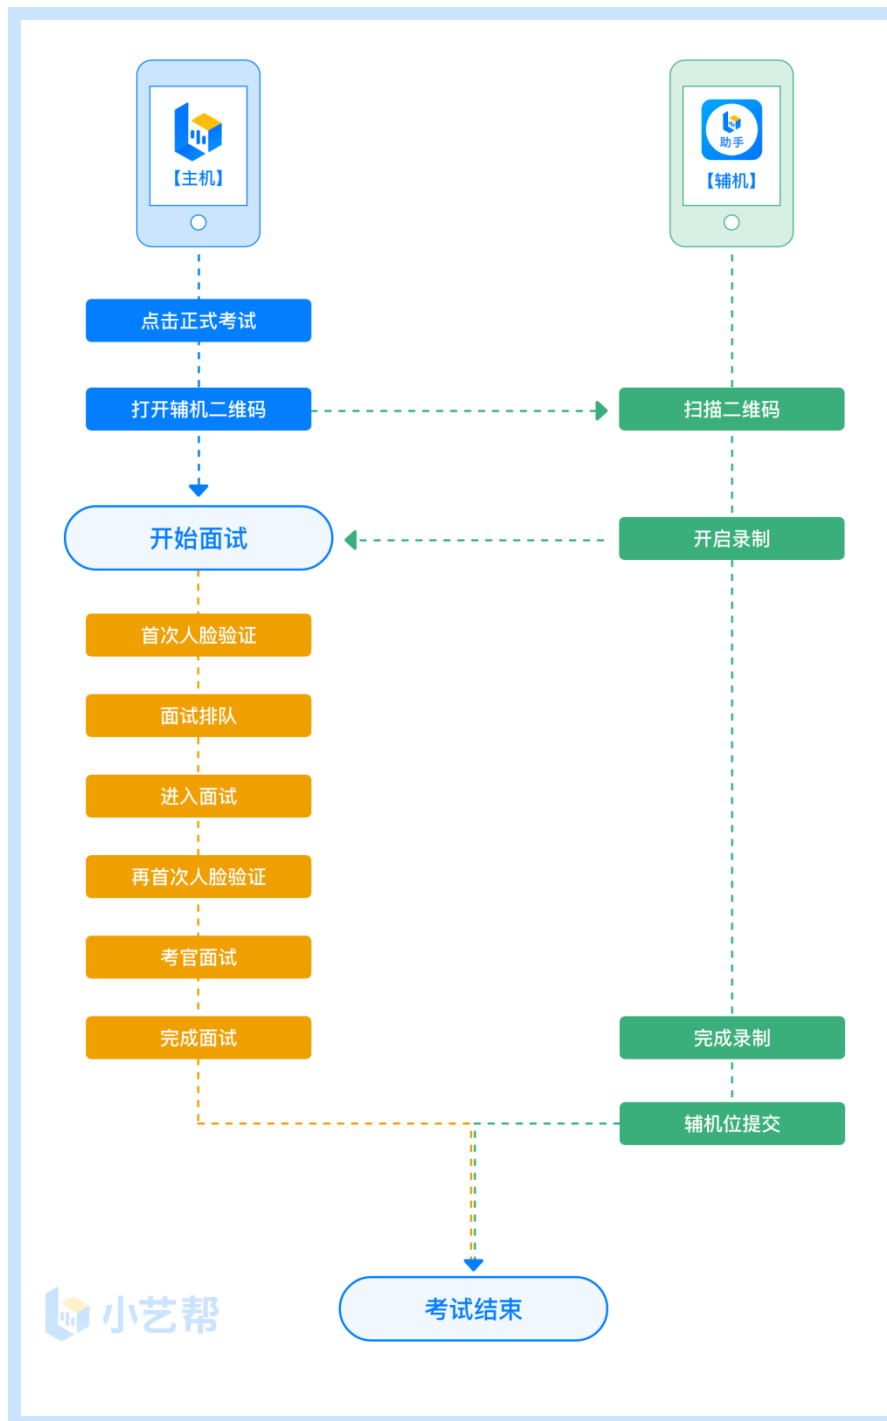 【主机】
助手
【辅机】
点击正式考试
打开辅机二维码
扫描二维码
开始面试
开启录制
首次人脸验证
面试排队
进入面试
再首次人脸验证
考官面试
完成面试
完成录制
辅机位提交
考试结束
小艺帮